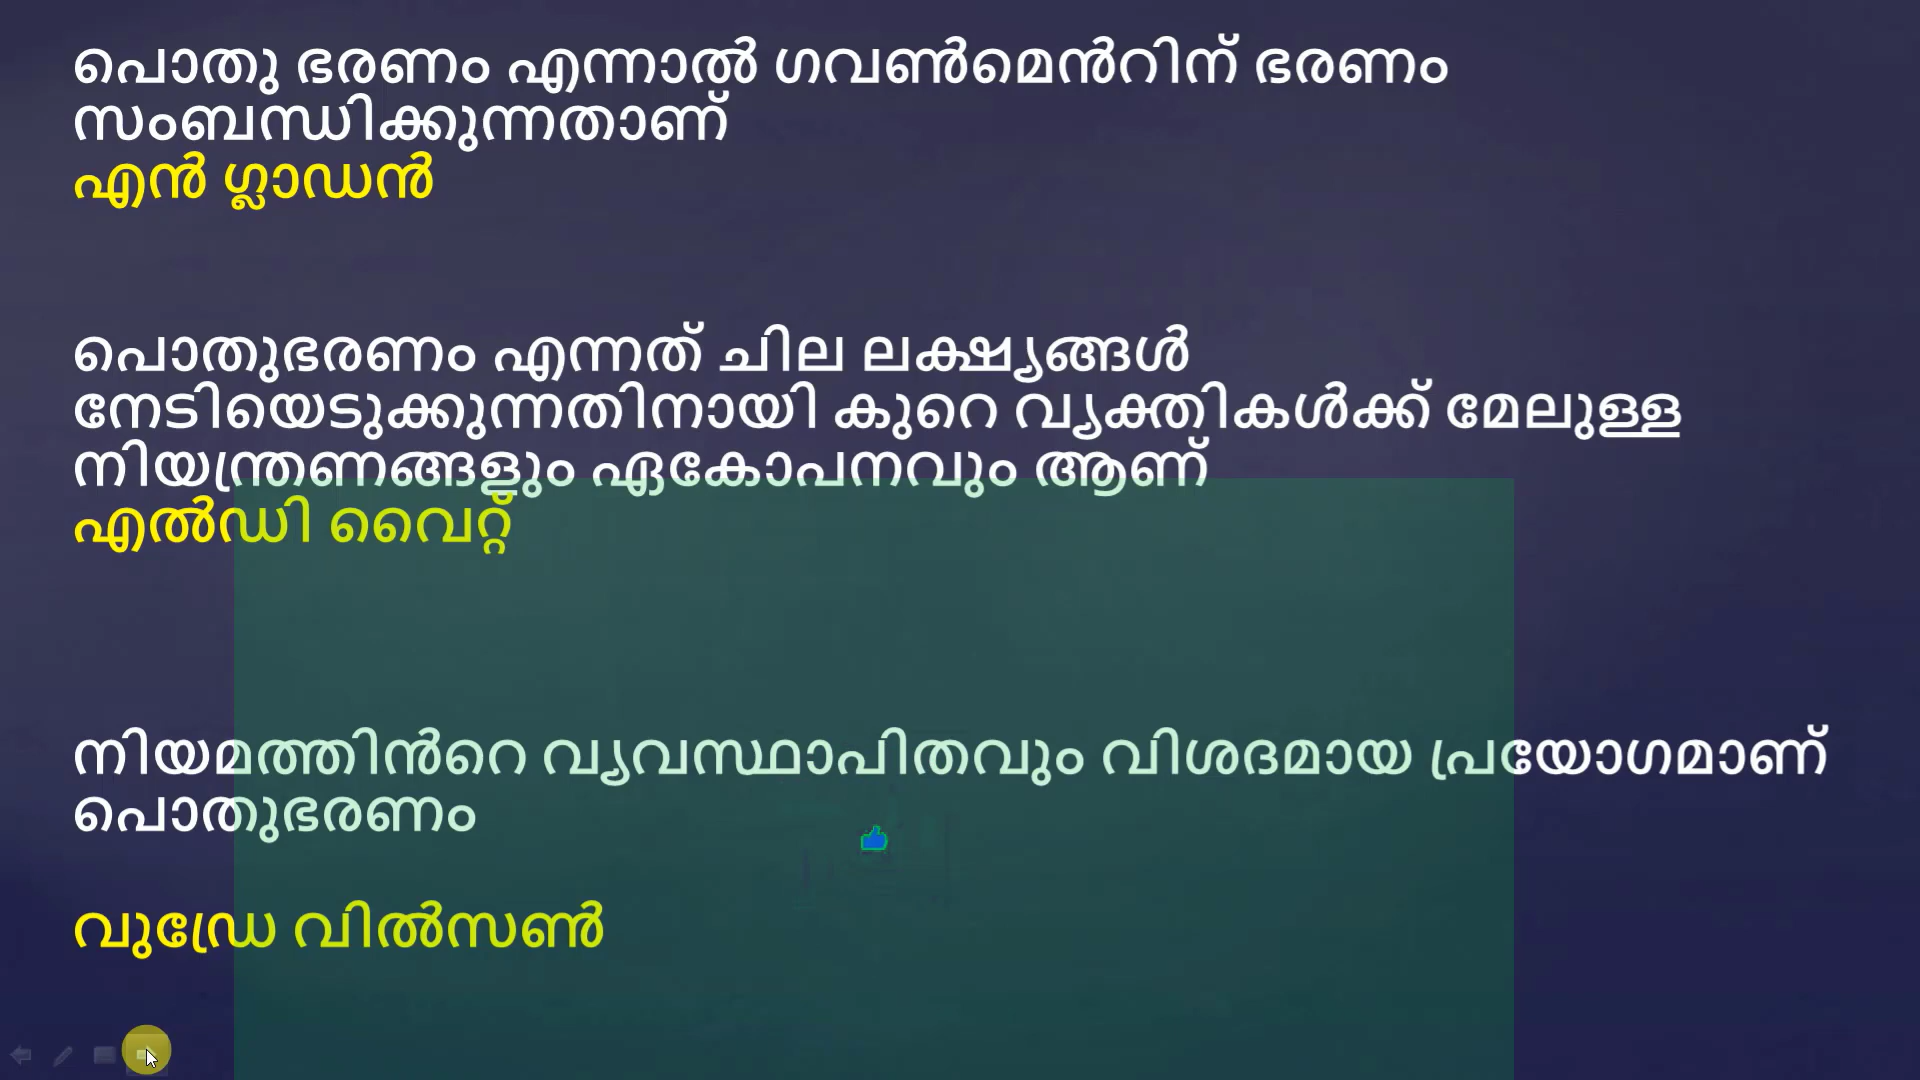 പൊതു ഭരണം എന്നാൽ ഗവൺമെൻറിന് ഭരണം
സംബന്ധിക്കുന്നതാണ്
എൻ ഗ്ലാഡൻ
പൊതുഭരണം എന്നത് ചില ലക്ഷ്യങ്ങൾ
നേടിയെടുക്കുന്നതിനായി കുറെ വ്യക്തികൾക്ക് മേലുള്ള
നിയന്ത്രണങ്ങളും ഏകോപനവും ആണ്
എൽഡി വൈറ്റ്
നിയമത്തിൻറെ വ്യവസ്ഥാപിതവും വിശദമായ പ്രയോഗമാണ്
പൊതുഭരണം
വുഡ്രേ വിൽസൺ